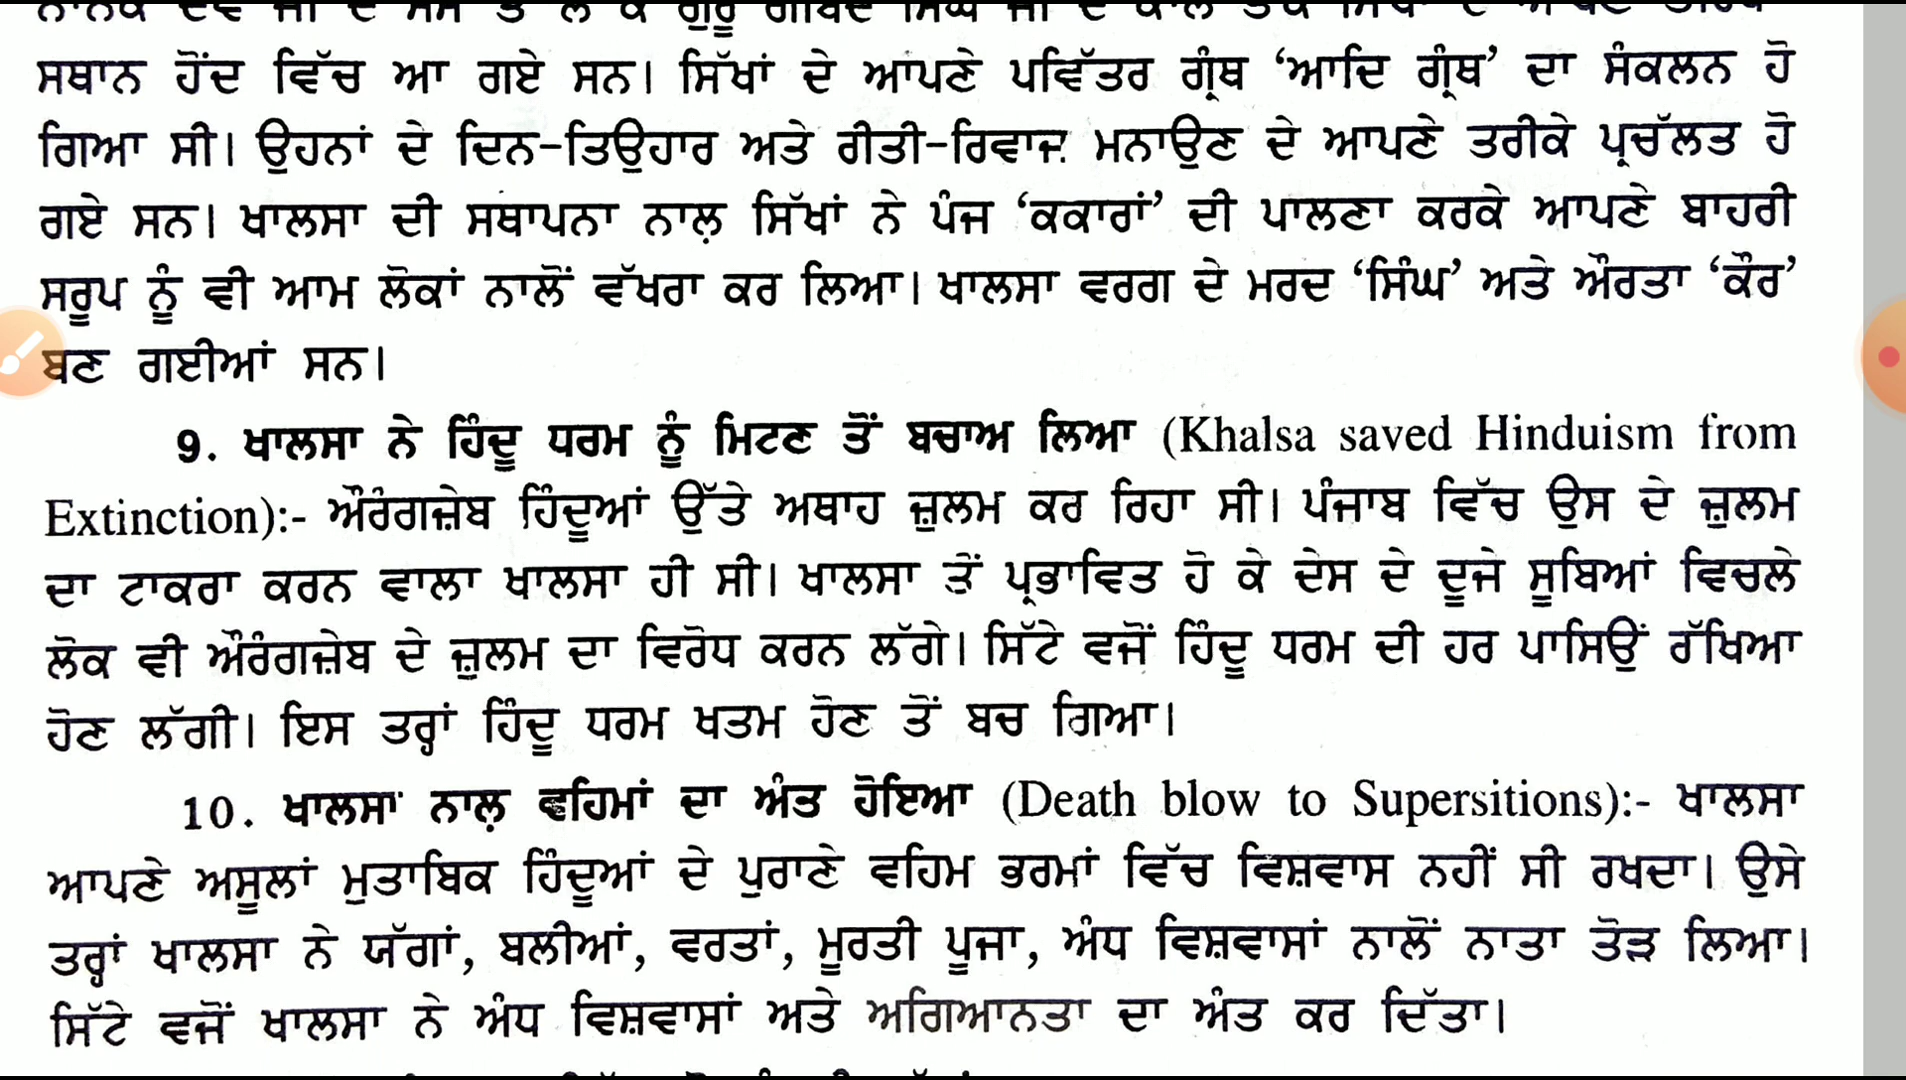 ਸਥਾਨ ਹੋਂਦ ਵਿੱਚ ਆ ਗਏ ਸਨ। ਸਿੱਖਾਂ ਦੇ ਆਪਣੇ ਪਵਿੱਤਰ ਗ੍ਰੰਥ ‘ਆਦਿ ਗ੍ਰੰਥ’ ਦਾ ਸੰਕਲਨ ਹੋ
ਗਿਆ ਸੀ। ਉਹਨਾਂ ਦੇ ਦਿਨ-ਤਿਉਹਾਰ ਅਤੇ ਰੀਤੀ-ਰਿਵਾਜ਼ ਮਨਾਉਣ ਦੇ ਆਪਣੇ ਤਰੀਕੇ ਪ੍ਰਚੱਲਤ ਹੋ
ਗਏ ਸਨ। ਖਾਲਸਾ ਦੀ ਸਥਾਪਨਾ ਨਾਲ਼ ਸਿੱਖਾਂ ਨੇ ਪੰਜ ‘ਕਕਾਰਾਂ’ ਦੀ ਪਾਲਣਾ ਕਰਕੇ ਆਪਣੇ ਬਾਹਰੀ
ਸਰੂਪ ਨੂੰ ਵੀ ਆਮ ਲੋਕਾਂ ਨਾਲੋਂ ਵੱਖਰਾ ਕਰ ਲਿਆ। ਖਾਲਸਾ ਵਰਗ ਦੇ ਮਰਦ ‘ਸਿੰਘ’ ਅਤੇ ਔਰਤਾ ‘ਕੌਰ’
ਬਣ ਗਈਆਂ ਸਨ।
9. ਖਾਲਸਾ ਨੇ ਹਿੰਦੂ ਧਰਮ ਨੂੰ ਮਿਟਣ ਤੋਂ ਬਚਾਅ ਲਿਆ (Khalsa saved Hinduism from
Extinction):- ਔਰੰਗਜ਼ੇਬ ਹਿੰਦੂਆਂ ਉੱਤੇ ਅਥਾਹ ਜ਼ੁਲਮ ਕਰ ਰਿਹਾ ਸੀ। ਪੰਜਾਬ ਵਿੱਚ ਉਸ ਦੇ ਜ਼ੁਲਮ
ਦਾ ਟਾਕਰਾ ਕਰਨ ਵਾਲਾ ਖਾਲਸਾ ਹੀ ਸੀ। ਖਾਲਸਾ ਤੋਂ ਪ੍ਰਭਾਵਿਤ ਹੋ ਕੇ ਦੇਸ ਦੇ ਦੂਜੇ ਸੂਬਿਆਂ ਵਿਚਲੇ
ਲੋਕ ਵੀ ਔਰੰਗਜ਼ੇਬ ਦੇ ਜ਼ੁਲਮ ਦਾ ਵਿਰੋਧ ਕਰਨ ਲੱਗੇ। ਸਿੱਟੇ ਵਜੋਂ ਹਿੰਦੂ ਧਰਮ ਦੀ ਹਰ ਪਾਸਿਉਂ ਰੱਖਿਆ
ਹੋਣ ਲੱਗੀ। ਇਸ ਤਰ੍ਹਾਂ ਹਿੰਦੂ ਧਰਮ ਖਤਮ ਹੋਣ ਤੋਂ ਬਚ ਗਿਆ।
10. ਖਾਲਸਾ ਨਾਲ਼ ਵਹਿਮਾਂ ਦਾ ਅੰਤ ਹੋਇਆ (Death blow to Supersitions):- ਖਾਲਸਾ
ਆਪਣੇ ਅਸੂਲਾਂ ਮੁਤਾਬਿਕ ਹਿੰਦੂਆਂ ਦੇ ਪੁਰਾਣੇ ਵਹਿਮ ਭਰਮਾਂ ਵਿੱਚ ਵਿਸ਼ਵਾਸ ਨਹੀਂ ਸੀ ਰਖਦਾ। ਉਸੇ
ਤਰ੍ਹਾਂ ਖਾਲਸਾ ਨੇ ਯੱਗਾਂ, ਬਲੀਆਂ, ਵਰਤਾਂ, ਮੂਰਤੀ ਪੂਜਾ, ਅੰਧ ਵਿਸ਼ਵਾਸਾਂ ਨਾਲੋਂ ਨਾਤਾ ਤੋੜ ਲਿਆ।
ਸਿੱਟੇ ਵਜੋਂ ਖਾਲਸਾ ਨੇ ਅੰਧ ਵਿਸ਼ਵਾਸਾਂ ਅਤੇ ਅਗਿਆਨਤਾ ਦਾ ਅੰਤ ਕਰ ਦਿੱਤਾ।